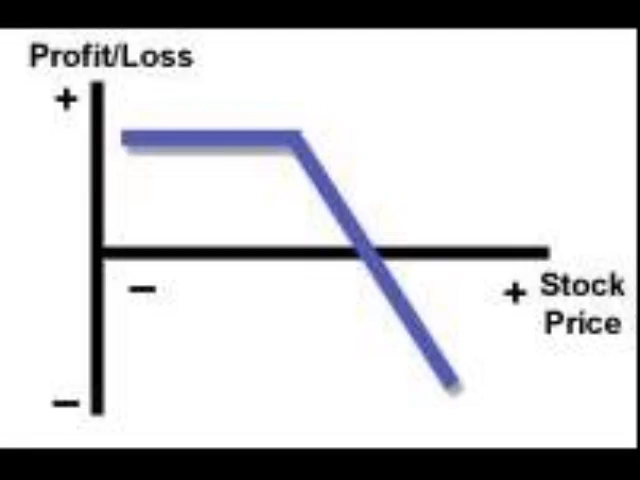 Profit/Loss
+
−
+ Stock
Price
−